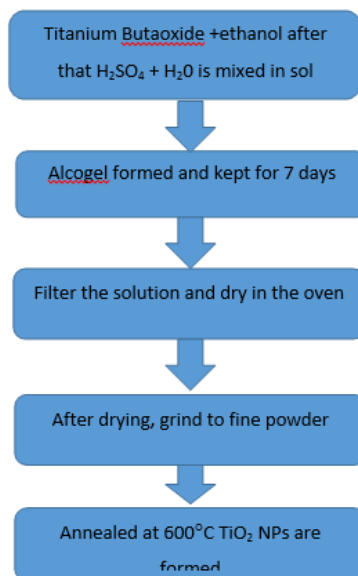 Titanium Butaoxide +ethanol after
that H₂SO₄ + H₂0 is mixed in sol
Alcogel formed and kept for 7 days
Filter the solution and dry in the oven
After drying, grind to fine powder
Annealed at 600°C TiO₂ NPs are
formed